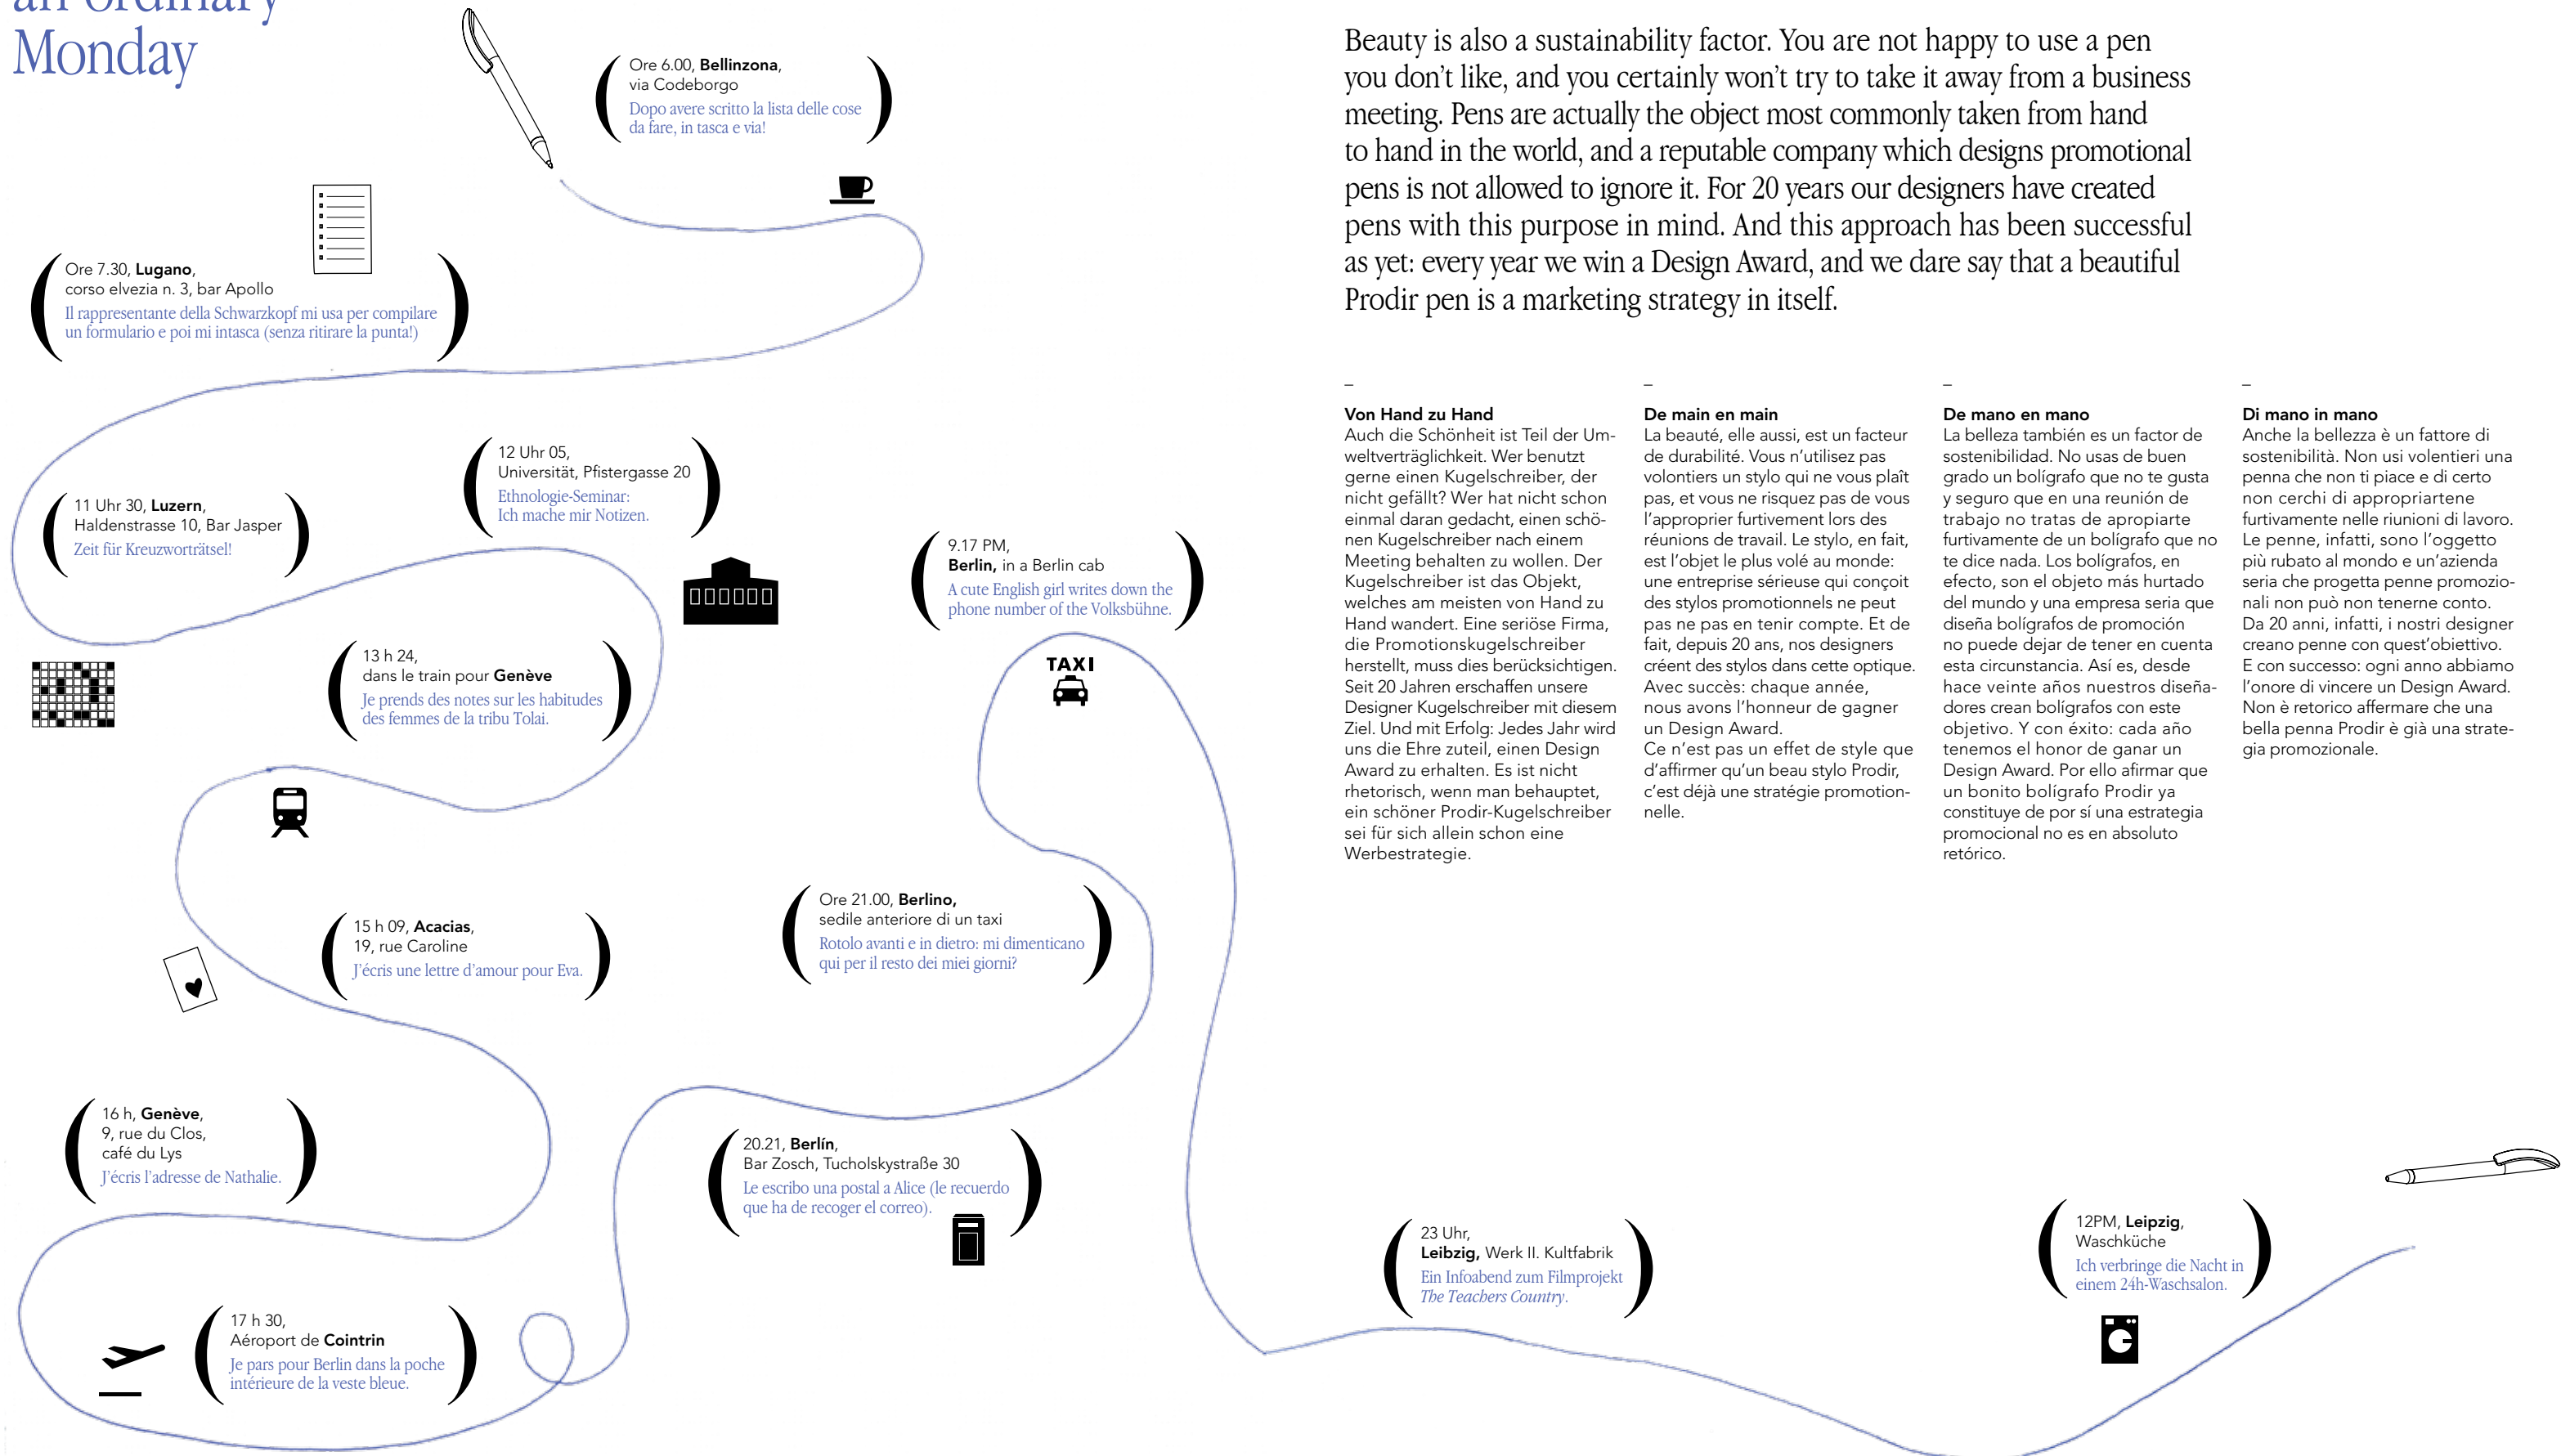 an ordinary
Monday
Ore 6.00, Bellinzona,
via Codeborgo
Dopo avere scritto la lista delle cose
da fare, in tasca e via!
Ore 7.30, Lugano,
corso elvezia n. 3, bar Apollo
Il rappresentante della Schwarzkopf mi usa per compilare
un formulario e poi mi intasca (senza ritirare la punta!)
11 Uhr 30, Luzern,
Haldenstrasse 10, Bar Jasper
Zeit für Kreuzworträtsel!
12 Uhr 05,
Universität, Pfistergasse 20
Ethnologie-Seminar:
Ich mache mir Notizen.
13 h 24,
dans le train pour Genève
Je prends des notes sur les habitudes
des femmes de la tribu Tolai.
15 h 09, Acacias,
19, rue Caroline
J'écris une lettre d'amour pour Eva.
16 h, Genève,
9, rue du Clos,
café du Lys
J'écris l'adresse de Nathalie.
17 h 30,
Aéroport de Cointrin
Je pars pour Berlin dans la poche
intérieure de la veste bleue.
20.21, Berlín,
Bar Zosch, Tucholskystraße 30
Le escribo una postal a Alice (le recuerdo
que ha de recoger el correo).
Ore 21.00, Berlino,
sedile anteriore di un taxi
Rotolo avanti e in dietro: mi dimenticano
qui per il resto dei miei giorni?
9.17 PM,
Berlin, in a Berlin cab
A cute English girl writes down the
phone number of the Volksbühne.
TAXI
23 Uhr,
Leibzig, Werk II. Kultfabrik
Ein Infoabend zum Filmprojekt
The Teachers Country.
12PM, Leipzig,
Waschküche
Ich verbringe die Nacht in
einem 24h-Waschsalon.
Beauty is also a sustainability factor. You are not happy to use a pen
you don't like, and you certainly won't try to take it away from a business
meeting. Pens are actually the object most commonly taken from hand
to hand in the world, and a reputable company which designs promotional
pens is not allowed to ignore it. For 20 years our designers have created
pens with this purpose in mind. And this approach has been successful
as yet: every year we win a Design Award, and we dare say that a beautiful
Prodir pen is a marketing strategy in itself.
–
Von Hand zu Hand
Auch die Schönheit ist Teil der Um-
weltverträglichkeit. Wer benutzt
gerne einen Kugelschreiber, der
nicht gefällt? Wer hat nicht schon
einmal daran gedacht, einen schö-
nen Kugelschreiber nach einem
Meeting behalten zu wollen. Der
Kugelschreiber ist das Objekt,
welches am meisten von Hand zu
Hand wandert. Eine seriöse Firma,
die Promotionskugelschreiber
herstellt, muss dies berücksichtigen.
Seit 20 Jahren erschaffen unsere
Designer Kugelschreiber mit diesem
Ziel. Und mit Erfolg: Jedes Jahr wird
uns die Ehre zuteil, einen Design
Award zu erhalten. Es ist nicht
rhetorisch, wenn man behauptet,
ein schöner Prodir-Kugelschreiber
sei für sich allein schon eine
Werbestrategie.
–
De main en main
La beauté, elle aussi, est un facteur
de durabilité. Vous n'utilisez pas
volontiers un stylo qui ne vous plaît
pas, et vous ne risquez pas de vous
l'approprier furtivement lors des
réunions de travail. Le stylo, en fait,
est l'objet le plus volé au monde:
une entreprise sérieuse qui conçoit
des stylos promotionnels ne peut
pas ne pas en tenir compte. Et de
fait, depuis 20 ans, nos designers
créent des stylos dans cette optique.
Avec succès: chaque année,
nous avons l'honneur de gagner
un Design Award.
Ce n'est pas un effet de style que
d'affirmer qu'un beau stylo Prodir,
c'est déjà une stratégie promotion-
nelle.
–
De mano en mano
La belleza también es un factor de
sostenibilidad. No usas de buen
grado un bolígrafo que no te gusta
y seguro que en una reunión de
trabajo no tratas de apropiarte
furtivamente de un bolígrafo que no
te dice nada. Los bolígrafos, en
efecto, son el objeto más hurtado
del mundo y una empresa seria que
diseña bolígrafos de promoción
no puede dejar de tener en cuenta
esta circunstancia. Así es, desde
hace veinte años nuestros diseña-
dores crean bolígrafos con este
objetivo. Y con éxito: cada año
tenemos el honor de ganar un
Design Award. Por ello afirmar que
un bonito bolígrafo Prodir ya
constituye de por sí una estrategia
promocional no es en absoluto
retórico.
–
Di mano in mano
Anche la bellezza è un fattore di
sostenibilità. Non usi volentieri una
penna che non ti piace e di certo
non cerchi di appropriartene
furtivamente nelle riunioni di lavoro.
Le penne, infatti, sono l'oggetto
più rubato al mondo e un'azienda
seria che progetta penne promozio-
nali non può non tenerne conto.
Da 20 anni, infatti, i nostri designer
creano penne con quest'obiettivo.
E con successo: ogni anno abbiamo
l'onore di vincere un Design Award.
Non è retorico affermare che una
bella penna Prodir è già una strate-
gia promozionale.